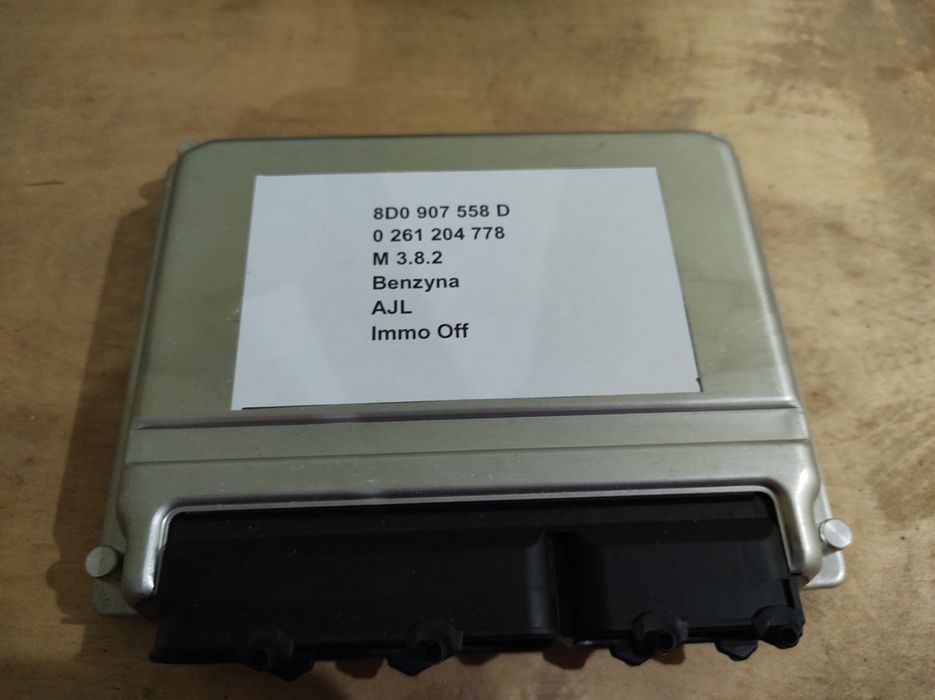 8D0 907 558 D
0 261 204 778
M 3.8.2
Benzyna
AJL
Immo Off